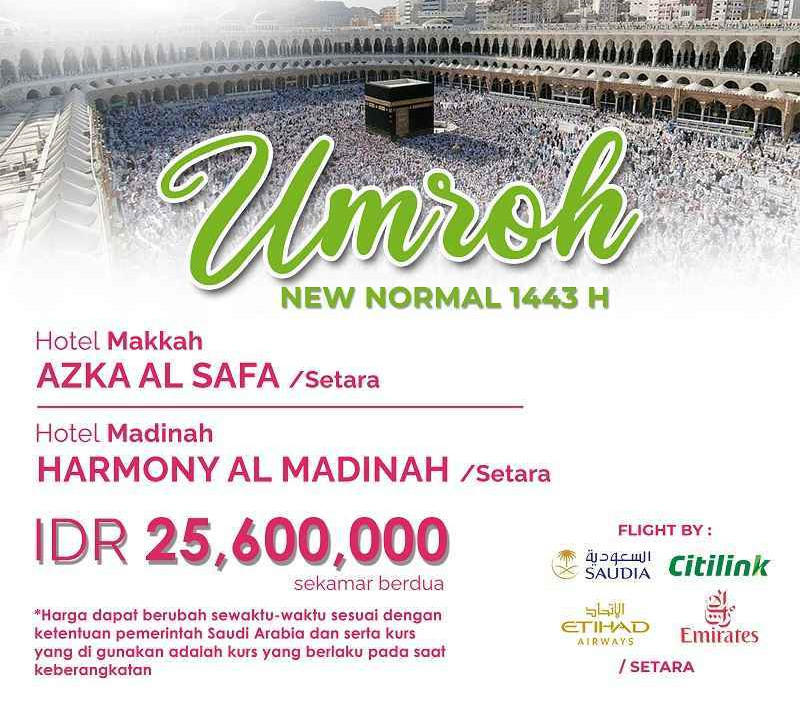 Umroh
NEW NORMAL 1443 H
Hotel Makkah
AZKA AL SAFA /Setara
Hotel Madinah
HARMONY AL MADINAH /Setara
IDR 25,600,000
sekamar berdua
*Harga dapat berubah sewaktu-waktu sesuai dengan
ketentuan pemerintah Saudi Arabia dan serta kurs
yang di gunakan adalah kurs yang berlaku pada saat
keberangkatan
FLIGHT BY :
السعودية
SAUDIA
Citilink
الإتحاد
ETIHAD
AIRWAYS
Emirates
/ SETARA